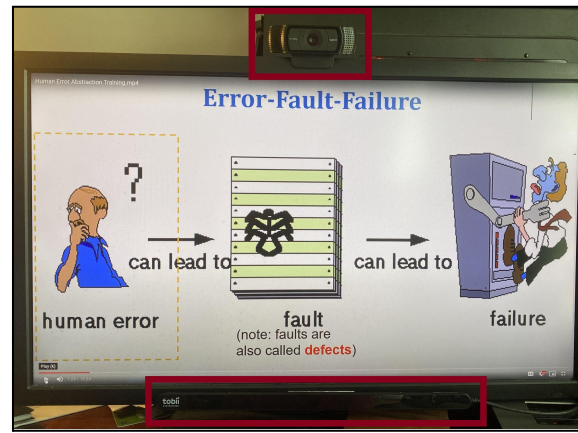 Human Error Abstraction Training.mp4
Error-Fault-Failure
?
can lead to
can lead to
human error
fault
failure
(note: faults are
also called defects)
Play (k)
tobii